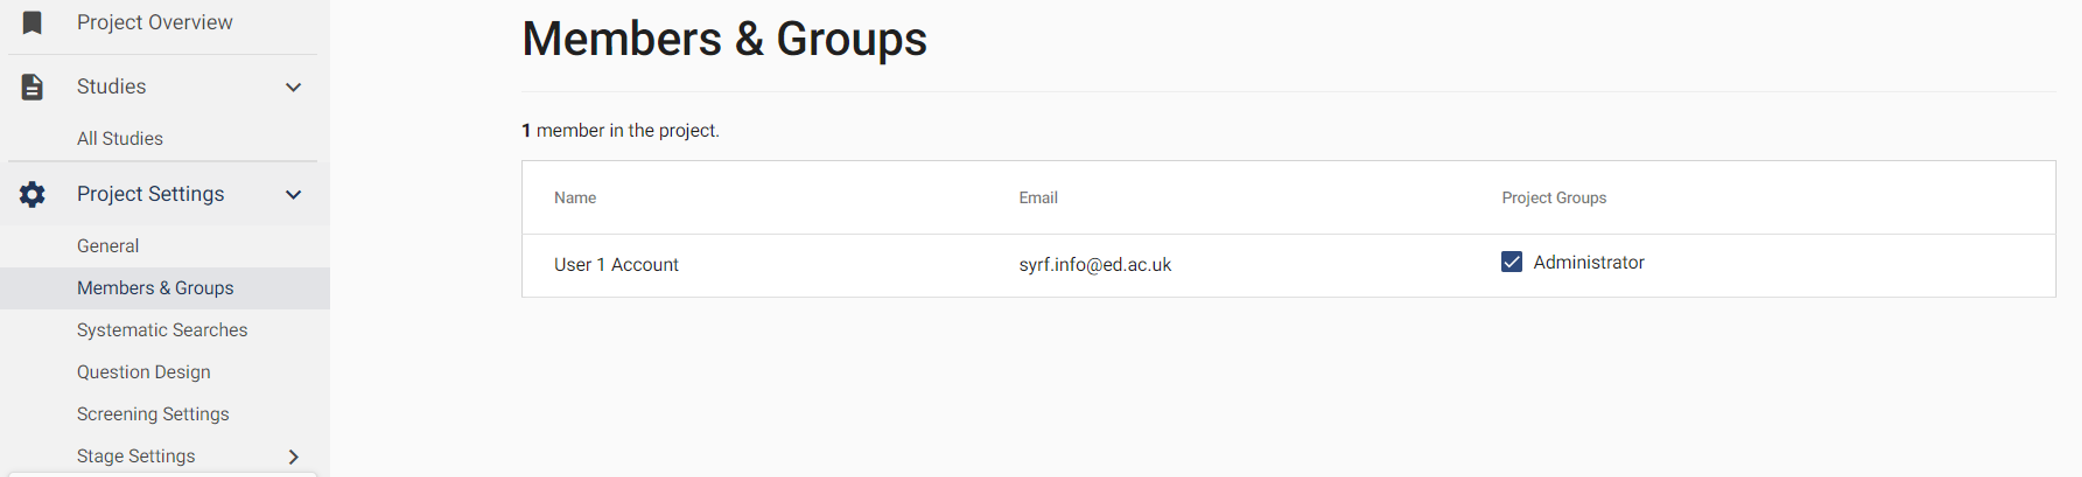 Project Overview
Studies
All Studies
Project Settings
General
Members & Groups
Systematic Searches
Question Design
Screening Settings
Stage Settings
Members & Groups
1 member in the project.
Name Email Project Groups
User 1 Account syrf.info@ed.ac.uk Administrator